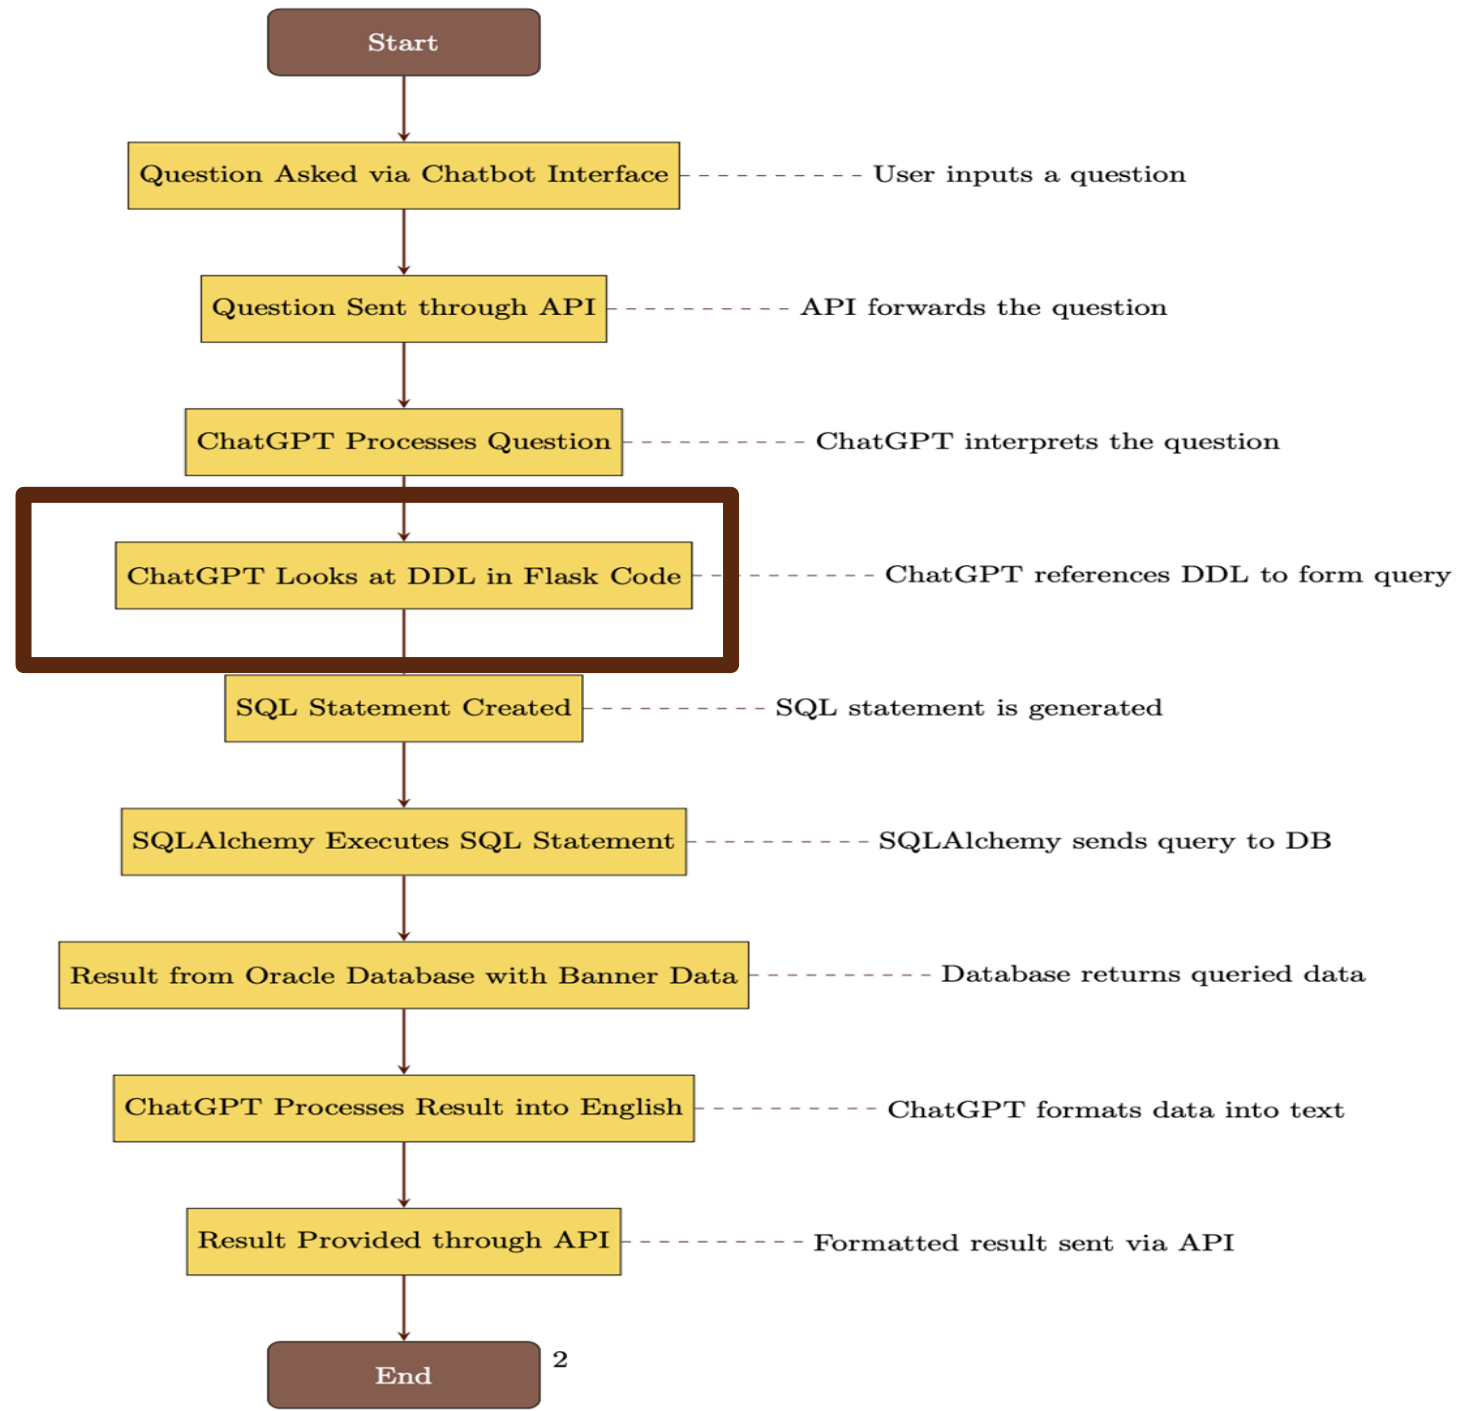 Start
Question Asked via Chatbot Interface
User inputs a question
Question Sent through API
API forwards the question
ChatGPT Processes Question
ChatGPT interprets the question
ChatGPT Looks at DDL in Flask Code
ChatGPT references DDL to form query
SQL Statement Created
SQL statement is generated
SQLAlchemy Executes SQL Statement
SQLAlchemy sends query to DB
Result from Oracle Database with Banner Data
Database returns queried data
ChatGPT Processes Result into English
ChatGPT formats data into text
Result Provided through API
Formatted result sent via API
End
2